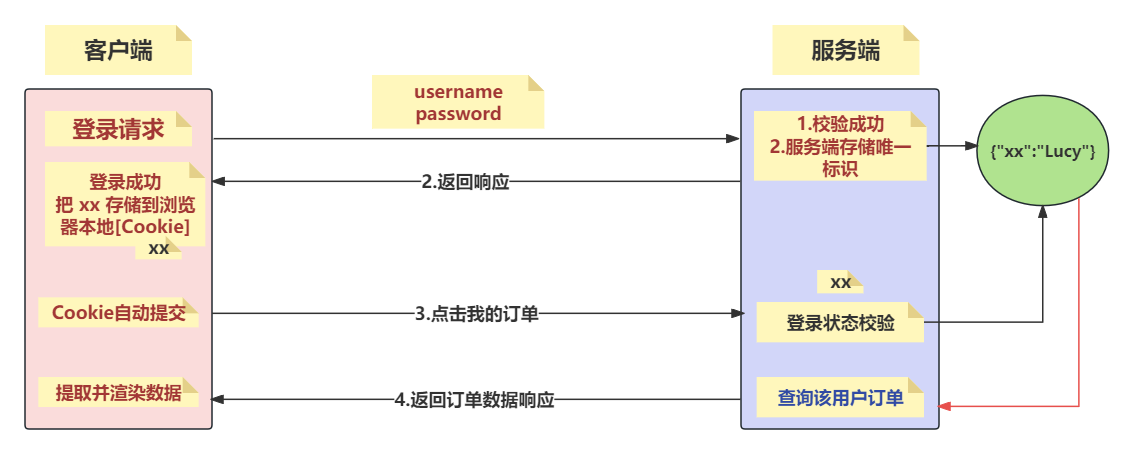 客户端
服务端
username
password
登录请求
1.校验成功
2.服务端存储唯一
标识
{"xx":"Lucy"}
登录成功
把 xx 存储到浏览
器本地[Cookie]
2.返回响应
xx
xx
Cookie自动提交
3.点击我的订单
登录状态校验
提取并渲染数据
4.返回订单数据响应
查询该用户订单